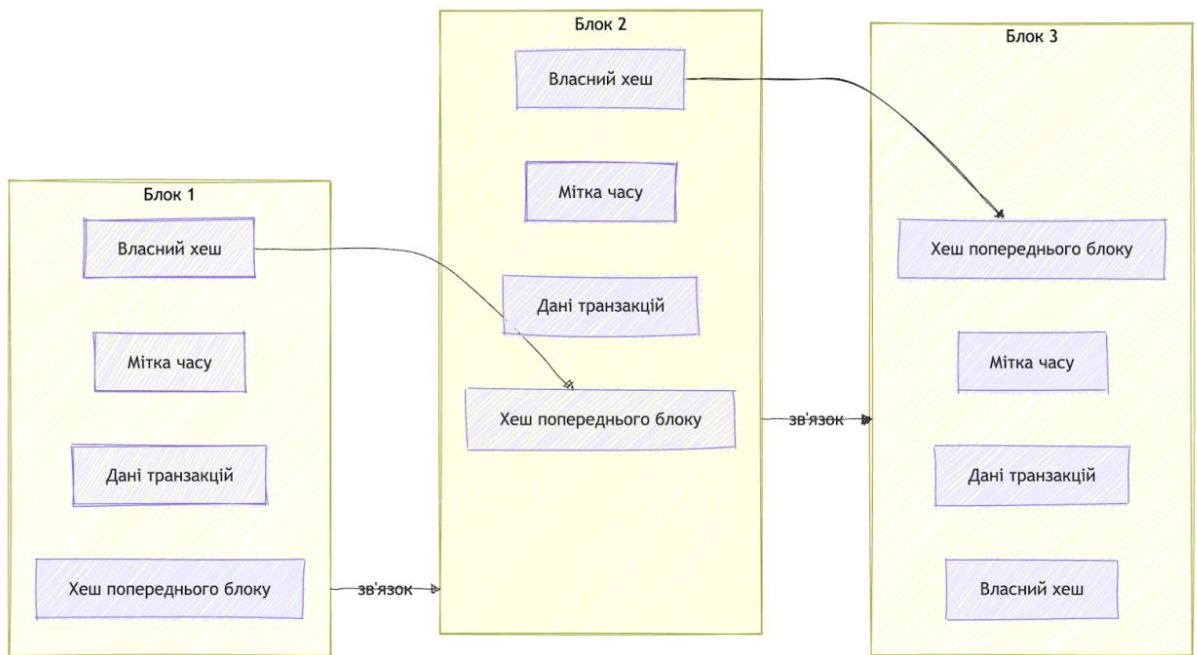 Блок 1
Власний хеш
Мітка часу
Дані транзакцій
Хеш попереднього блоку
зв'язок
Блок 2
Власний хеш
Мітка часу
Дані транзакцій
Хеш попереднього блоку
зв'язок
Блок 3
Хеш попереднього блоку
Мітка часу
Дані транзакцій
Власний хеш